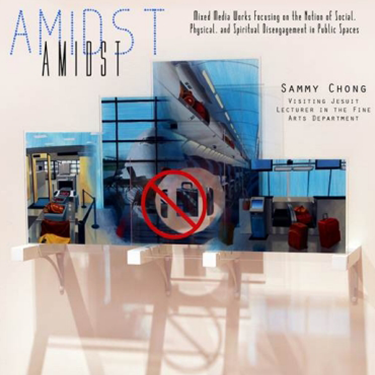 AMIDST
AMIDST
Mixed Media Works Focusing on the Notion of Social,
Physical, and Spiritual Disengagement in Public Spaces
Sammy Chong
Visiting Jesuit
Lecturer in the Fine
Arts Department